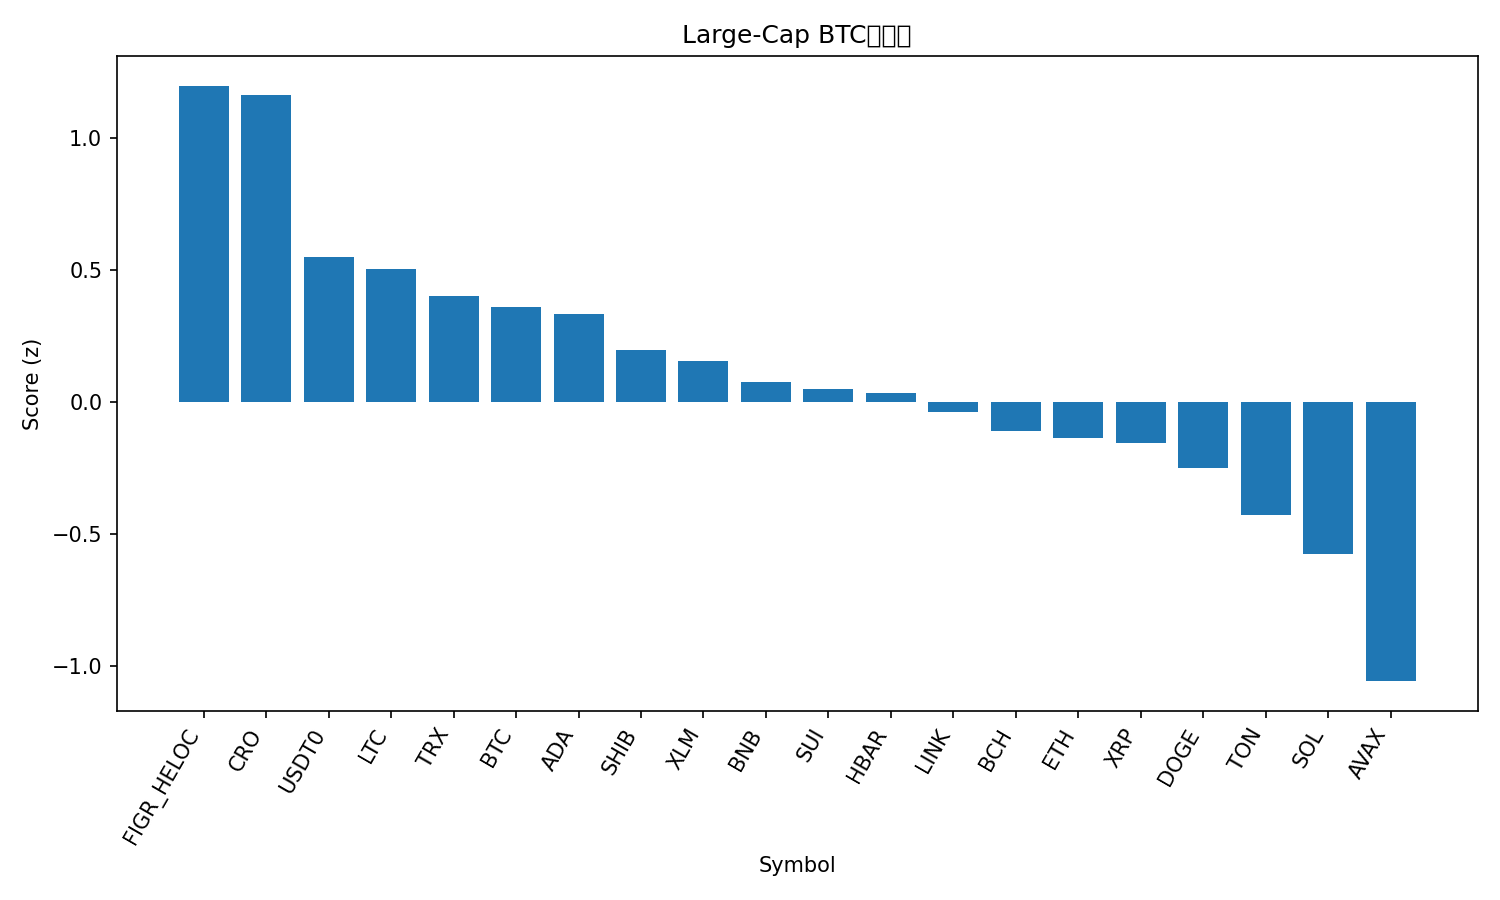 Large-Cap BTC
Score (z)
1.0
0.5
0.0
−0.5
−1.0
FIGR_HELOC
CRO
USDT0
LTC
TRX
BTC
ADA
SHIB
XLM
BNB
SUI
HBAR
LINK
BCH
ETH
XRP
DOGE
TON
SOL
AVAX
Symbol